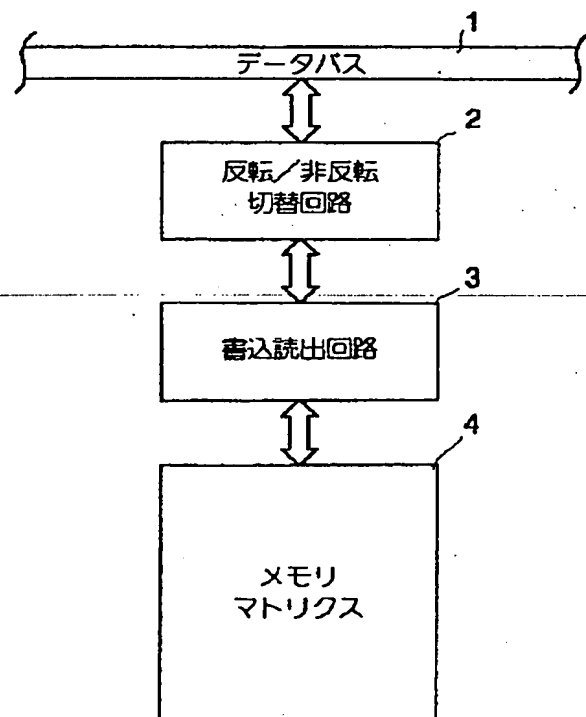 1
データバス
2
反転/非反転
切替回路
3
書込読出回路
4
メモリ
マトリクス